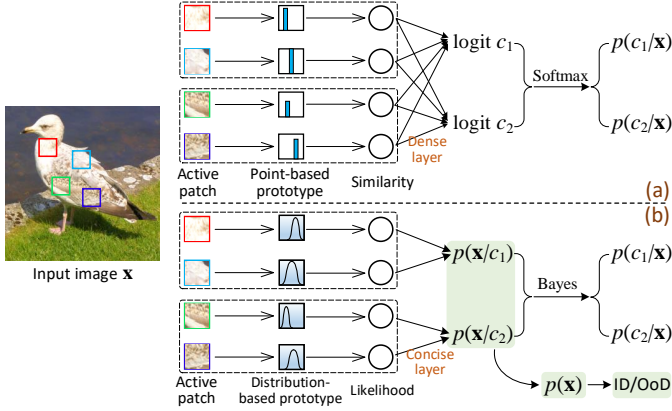 logit c₁
p(c₁/x)
Softmax
logit c₂
p(c₂/x)
Dense
layer
Active
patch
Point-based
prototype
Similarity
(a)
(b)
Input image x
p(x/c₁)
p(c₁/x)
Bayes
p(x/c₂)
p(c₂/x)
Concise
layer
Active
patch
Distribution-
based prototype
Likelihood
p(x)
ID/OoD